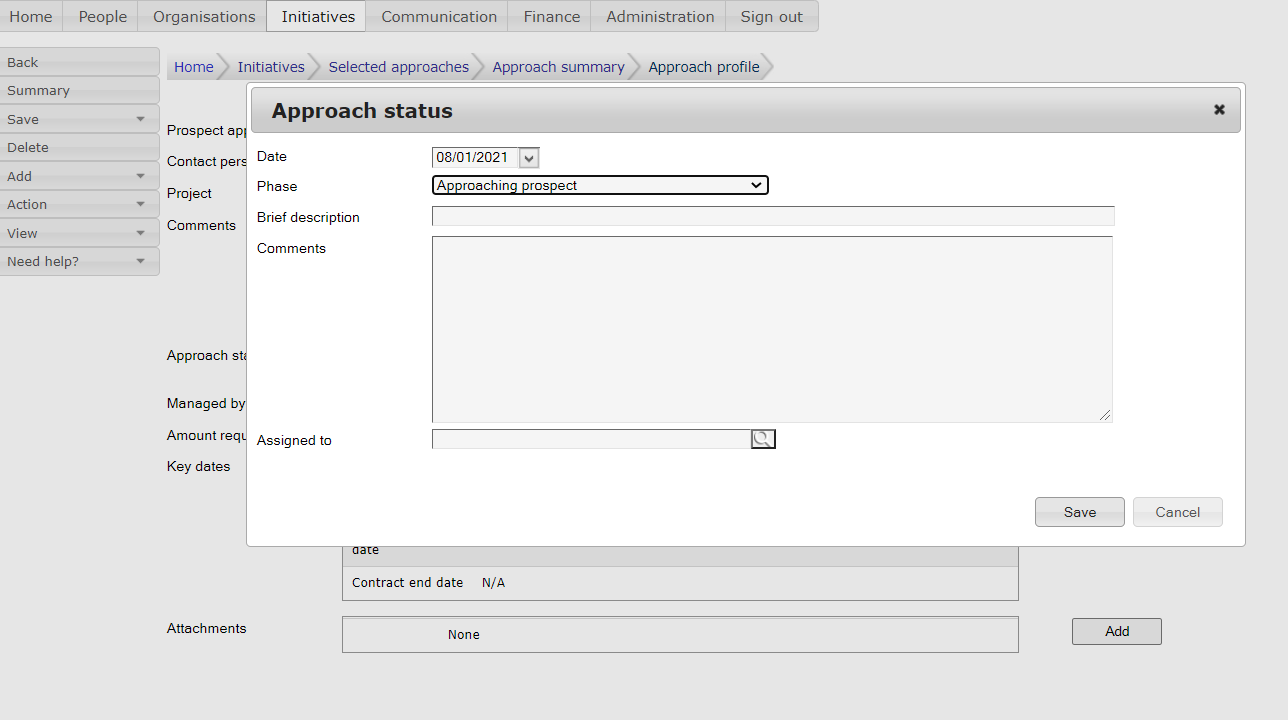 Home People Organisations Initiatives Communication Finance Administration Sign out
Back
Summary
Save
Delete
Add
Action
View
Need help?
Home Initiatives Selected approaches Approach summary Approach profile
Prospect app
Contact pers
Project
Comments
Approach sta
Managed by
Amount requ
Key dates
Approach status
Date 08/01/2021
Phase Approaching prospect
Brief description
Comments
Assigned to
Save Cancel
date
Contract end date N/A
Attachments None Add